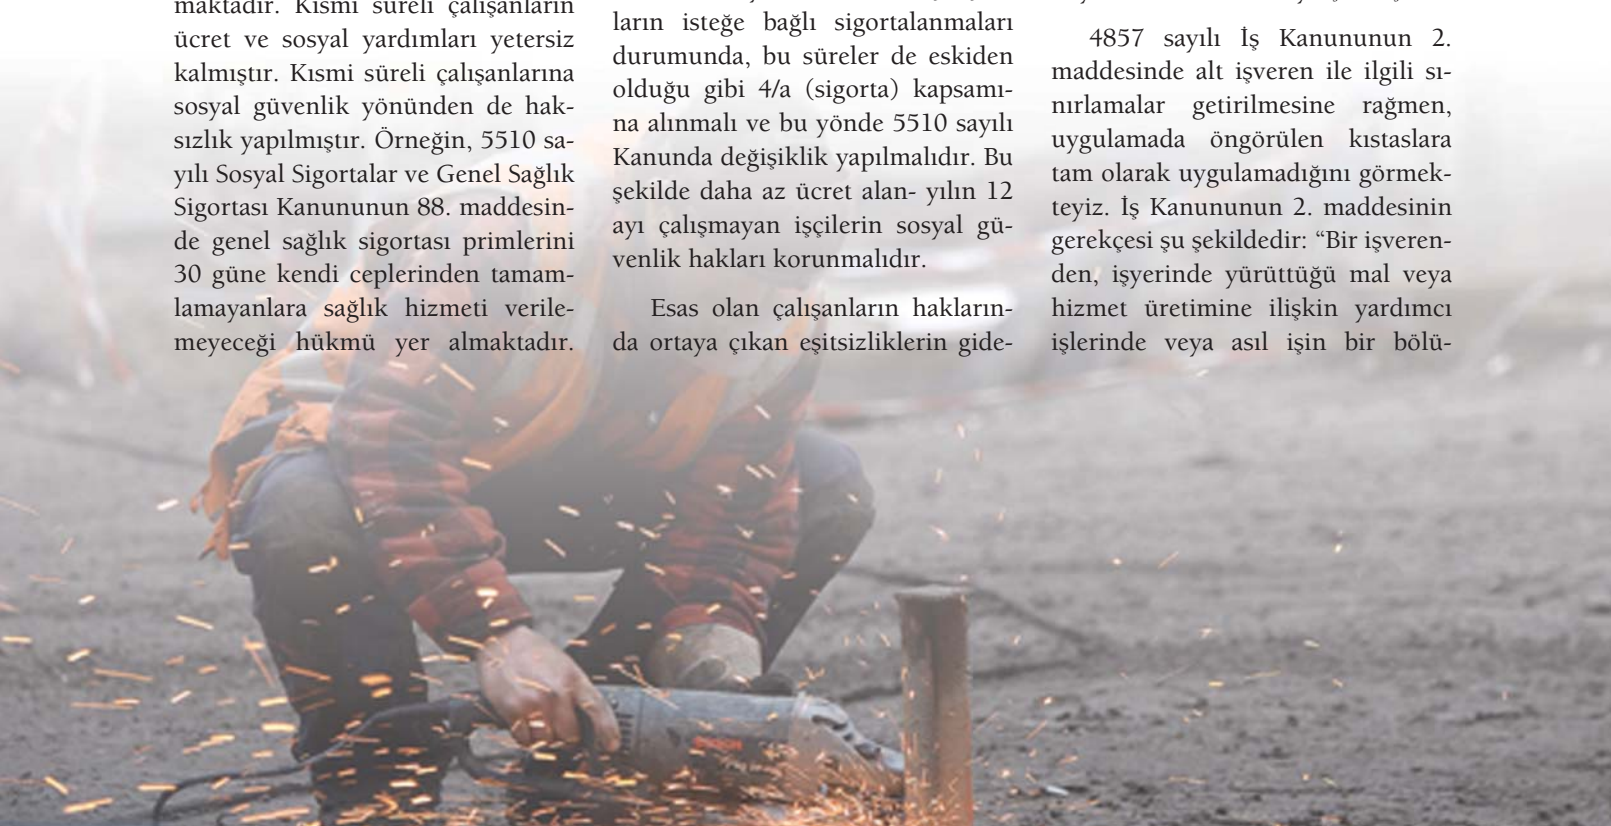 maktadır. Kısmi süreli çalışanların
ücret ve sosyal yardımları yetersiz
kalmıştır. Kısmi süreli çalışanlarına
sosyal güvenlik yönünden de hak-
sızlık yapılmıştır. Örneğin, 5510 sa-
yılı Sosyal Sigortalar ve Genel Sağlık
Sigortası Kanununun 88. maddesin-
de genel sağlık sigortası primlerini
30 güne kendi ceplerinden tamam-
lamayanlara sağlık hizmeti verile-
meyeceği hükmü yer almaktadır.
ların isteğe bağlı sigortalanmaları
durumunda, bu süreler de eskiden
olduğu gibi 4/a (sigorta) kapsamı-
na alınmalı ve bu yönde 5510 sayılı
Kanunda değişiklik yapılmalıdır. Bu
şekilde daha az ücret alan- yılın 12
ayı çalışmayan işçilerin sosyal gü-
venlik hakları korunmalıdır.
Esas olan çalışanların hakların-
da ortaya çıkan eşitsizliklerin gide-
4857 sayılı İş Kanununun 2.
maddesinde alt işveren ile ilgili sı-
nırlamalar getirilmesine rağmen,
uygulamada öngörülen kıstaslara
tam olarak uygulamadığını görmek-
teyiz. İş Kanununun 2. maddesinin
gerekçesi şu şekildedir: “Bir işveren-
den, işyerinde yürüttüğü mal veya
hizmet üretimine ilişkin yardımcı
işlerinde veya asıl işin bir bölü-